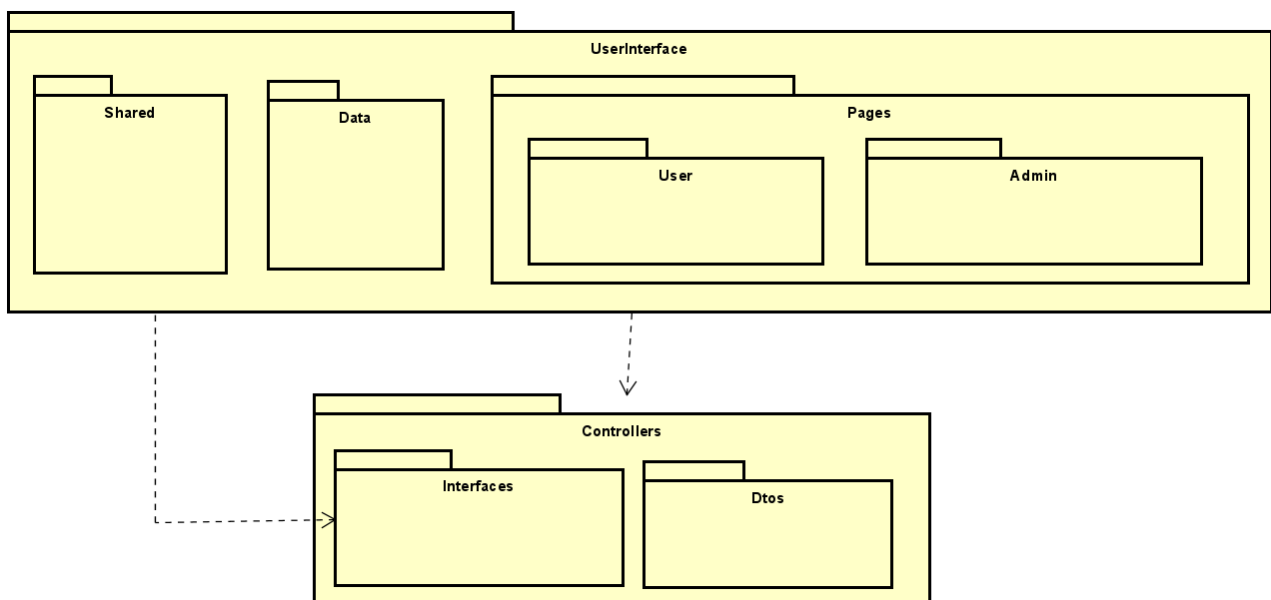 UserInterface
Shared
Data
Pages
User
Admin
Controllers
Interfaces
Dtos